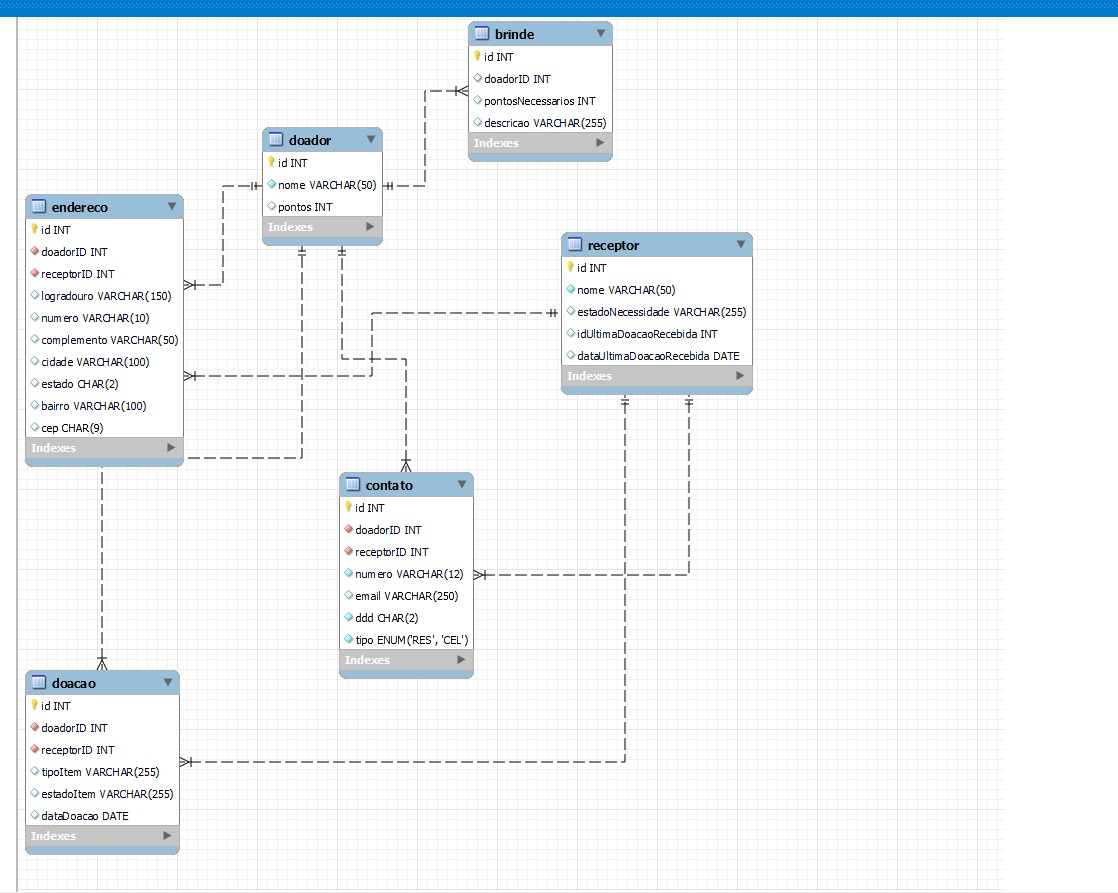 brinde
id INT
doadorID INT
pontosNecessarios INT
descricao VARCHAR(255)
Indexes
doador
id INT
nome VARCHAR(50)
pontos INT
Indexes
endereco
id INT
doadorID INT
receptorID INT
logradouro VARCHAR(150)
numero VARCHAR(10)
complemento VARCHAR(50)
cidade VARCHAR(100)
estado CHAR(2)
bairro VARCHAR(100)
cep CHAR(9)
Indexes
receptor
id INT
nome VARCHAR(50)
estadoNecessidade VARCHAR(255)
idUltimaDoacaoRecebida INT
dataUltimaDoacaoRecebida DATE
Indexes
contato
id INT
doadorID INT
receptorID INT
numero VARCHAR(12)
email VARCHAR(250)
ddd CHAR(2)
tipo ENUM('RES', 'CEL')
Indexes
doacao
id INT
doadorID INT
receptorID INT
tipoItem VARCHAR(255)
estadoItem VARCHAR(255)
dataDoacao DATE
Indexes